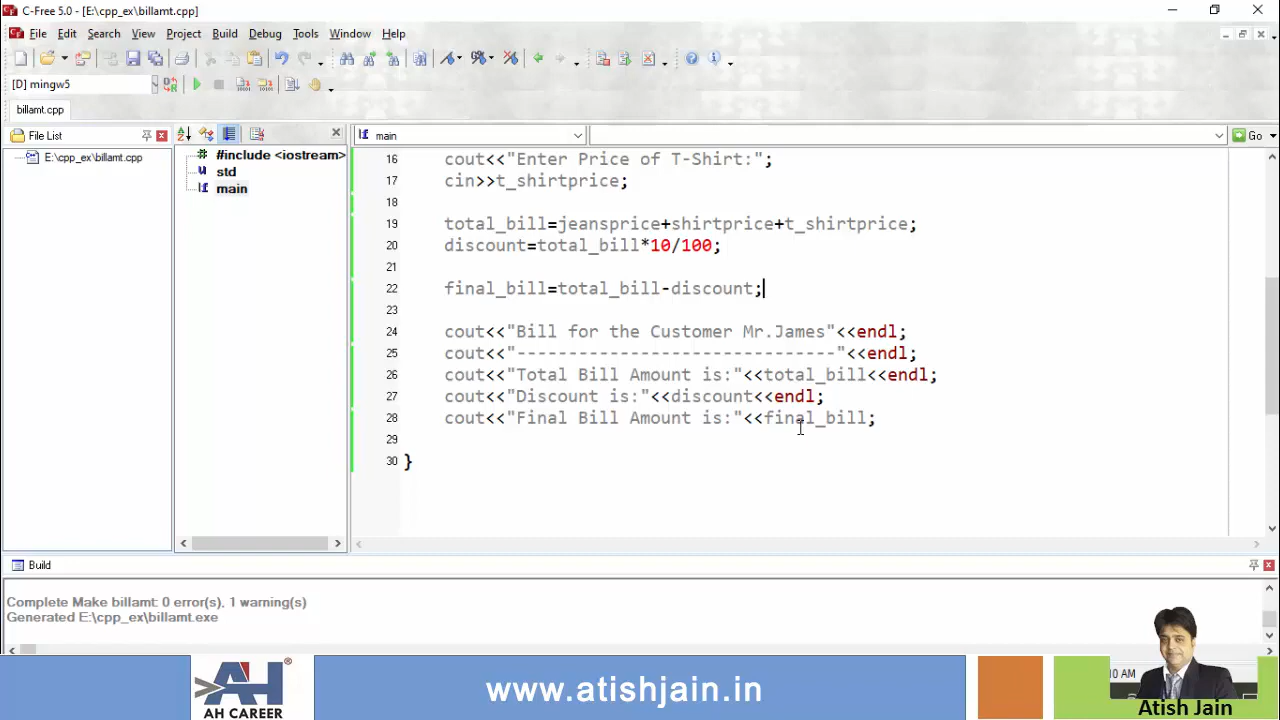 C-Free 5.0 - [E:\cpp_ex\billamt.cpp]
File Edit Search View Project Build Debug Tools Window Help
[D] mingw5
billamt.cpp
File List
main
Go
E:\cpp_ex\billamt.cpp
#include <iostream>
std
main
16 cout<<"Enter Price of T-Shirt:";
17 cin>>t_shirtprice;
18
19 total_bill=jeansprice+shirtprice+t_shirtprice;
20 discount=total_bill*10/100;
21
22 final_bill=total_bill-discount;
23
24 cout<<"Bill for the Customer Mr.James"<<endl;
25 cout<<"-------------------------------"<<endl;
26 cout<<"Total Bill Amount is:"<<total_bill<<endl;
27 cout<<"Discount is:"<<discount<<endl;
28 cout<<"Final Bill Amount is:"<<final_bill;
29
30 }
Build
Complete Make billamt: 0 error(s), 1 warning(s)
Generated E:\cpp_ex\billamt.exe
AH
®
AH CAREER
www.atishjain.in
10 AM
Atish Jain